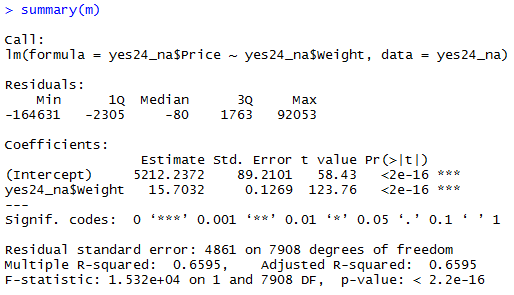 > summary(m)
Call:
lm(formula = yes24_na$Price ~ yes24_na$Weight, data = yes24_na)
Residuals:
    Min      1Q  Median      3Q     Max
-164631   -2305     -80    1763   92053
Coefficients:
                 Estimate Std. Error t value Pr(>|t|)
(Intercept)     5212.2372    89.2101   58.43   <2e-16 ***
yes24_na$Weight   15.7032     0.1269  123.76   <2e-16 ***
---
Signif. codes:  0 ‘***’ 0.001 ‘**’ 0.01 ‘*’ 0.05 ‘.’ 0.1 ‘ ’ 1
Residual standard error: 4861 on 7908 degrees of freedom
Multiple R-squared:  0.6595,	Adjusted R-squared:  0.6595
F-statistic: 1.532e+04 on 1 and 7908 DF,  p-value: < 2.2e-16